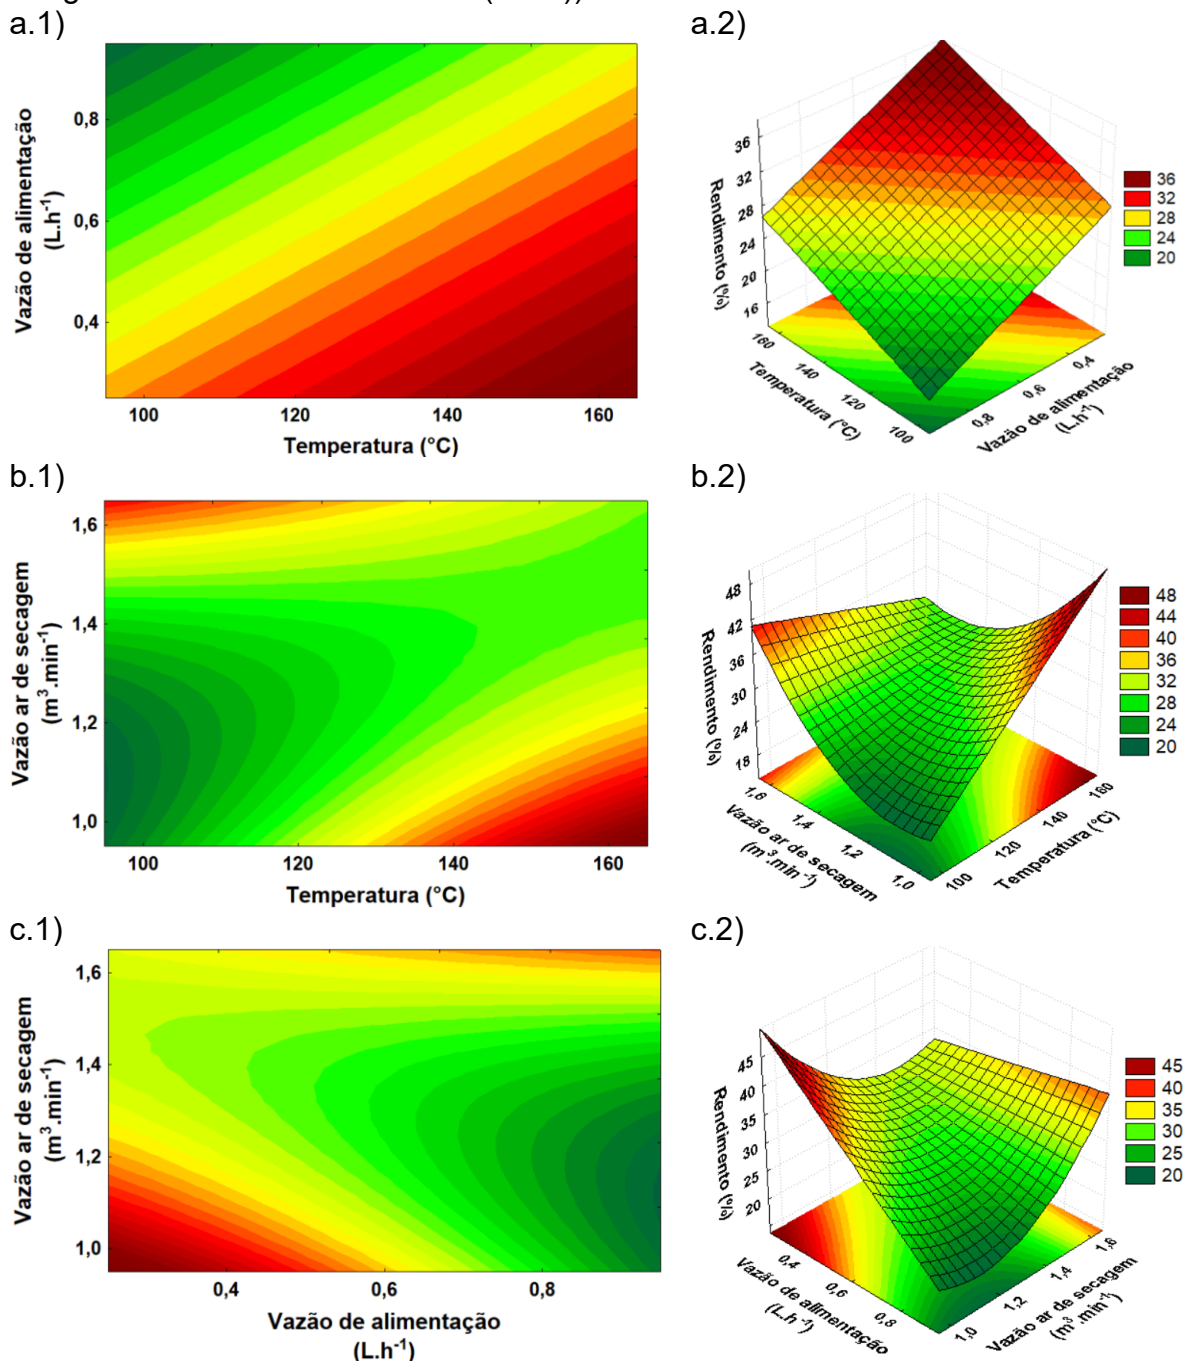 a.1)
a.2)
Vazão de alimentação
(L.h-1)
0,8
0,6
0,4
100
120
140
160
Temperatura (°C)
Rendimento (%)
36
32
28
24
20
16
160
140
120
100
Temperatura (°C)
0,8
0,6
0,4
Vazão de alimentação
(L.h-1)
36
32
28
24
20
b.1)
b.2)
Vazão ar de secagem
(m3.min-1)
1,6
1,4
1,2
1,0
100
120
140
160
Temperatura (°C)
Rendimento (%)
48
42
36
30
24
18
1,6
1,4
1,2
1,0
Vazão ar de secagem
(m3.min-1)
100
120
140
160
Temperatura (°C)
48
44
40
36
32
28
24
20
c.1)
c.2)
Vazão ar de secagem
(m3.min-1)
1,6
1,4
1,2
1,0
0,4
0,6
0,8
Vazão de alimentação
(L.h-1)
Rendimento (%)
45
40
35
30
25
20
0,4
0,6
0,8
Vazão de alimentação
(L.h-1)
1,0
1,2
1,4
1,6
Vazão ar de secagem
(m3.min-1)
45
40
35
30
25
20